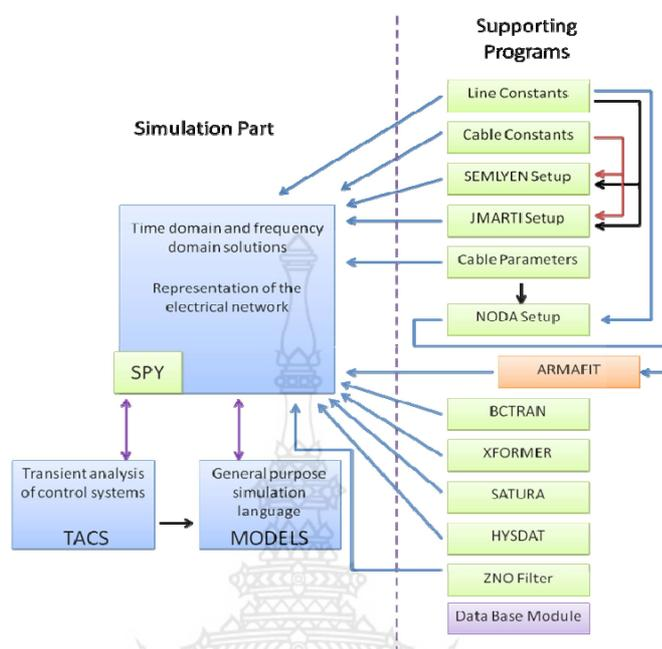 Supporting
Programs
Simulation Part
Line Constants
Cable Constants
SEMLYEN Setup
JMARTI Setup
Cable Parameters
NODA Setup
ARMAFIT
BCTRAN
XFORMER
SATURA
HYSDAT
ZNO Filter
Data Base Module
Time domain and frequency
domain solutions
Representation of the
electrical network
SPY
Transient analysis
of control systems
TACS
General purpose
simulation
language
MODELS